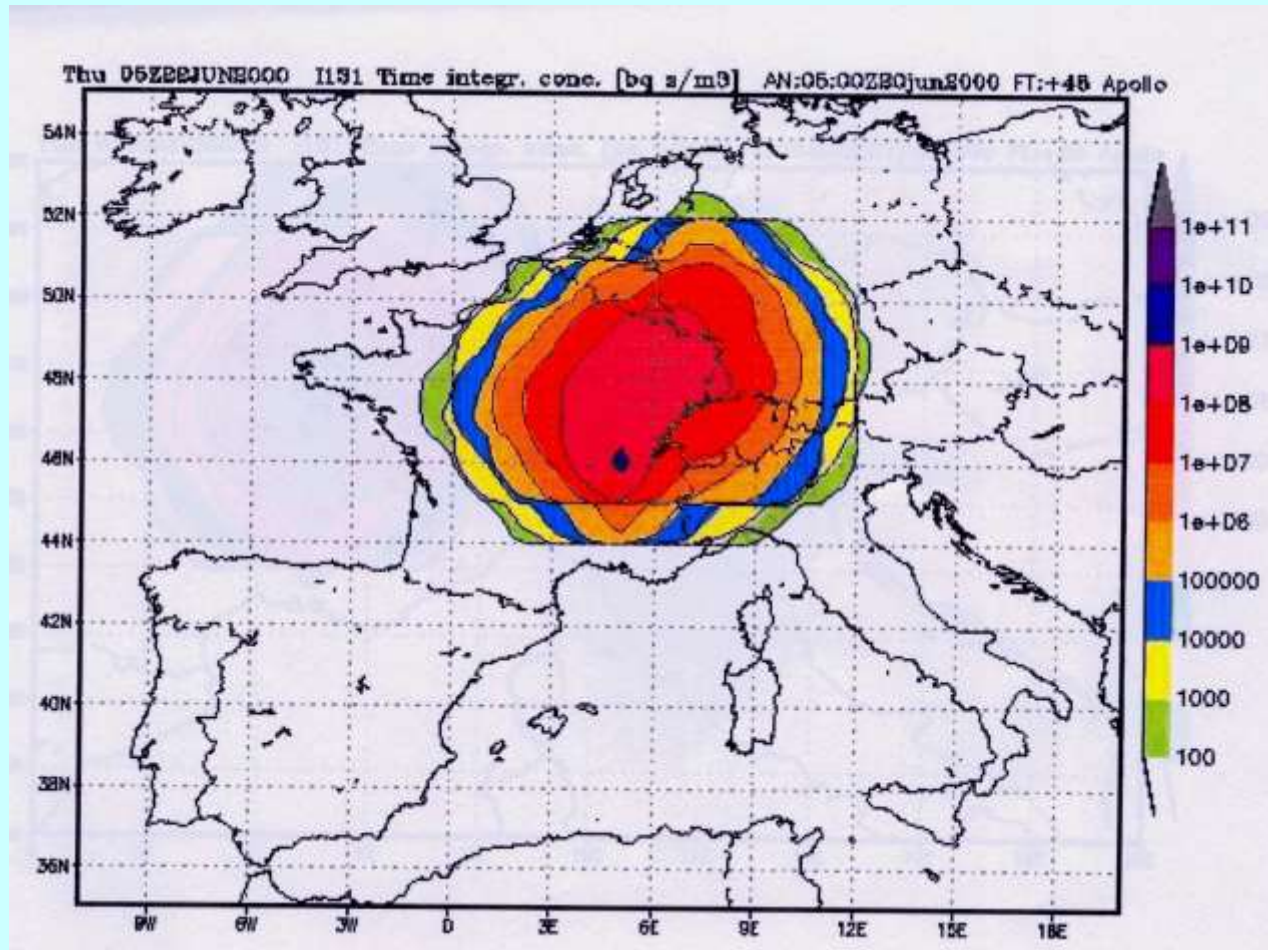 Thu 05Z22JUN2000 I131 Time integr. conc. [bq s/m3] AN:05:00Z20jun2000 FT:+48 Apollo
54N
52N
50N
48N
46N
44N
42N
40N
38N
36N
9W 6W 3W 0 3E 6E 9E 12E 15E 18E
1e+11
1e+10
1e+09
1e+08
1e+07
1e+06
100000
10000
1000
100